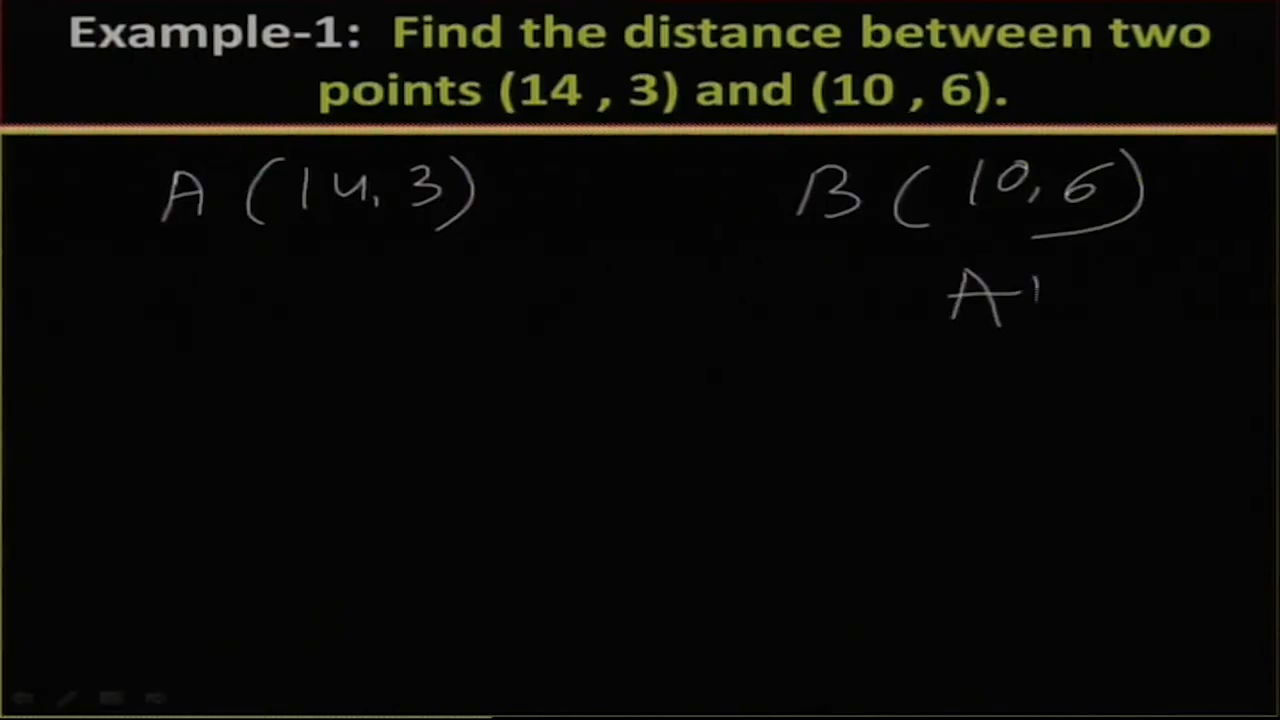 Example-1: Find the distance between two
points (14 , 3) and (10 , 6).
A (14, 3) B (10, 6)
A